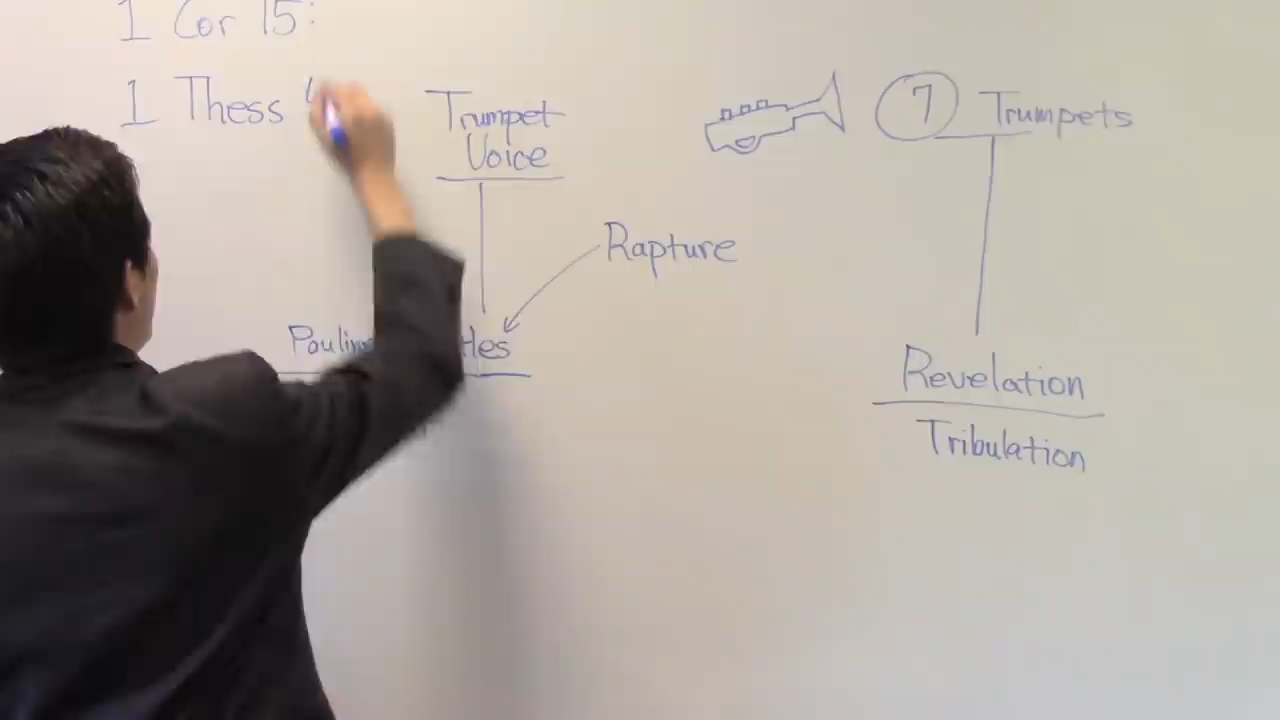 1 Cor 15:
1 Thess
Trumpet
Voice
7 Trumpets
Rapture
Revelation
Tribulation